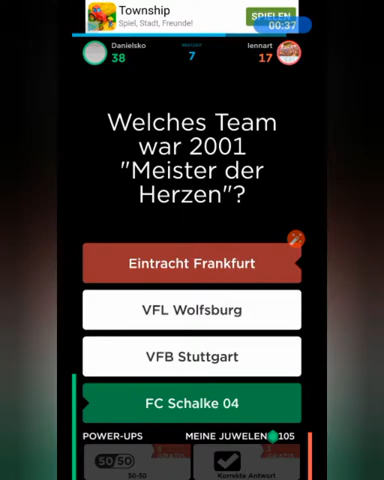 Township
Spiel, Stadt, Freunde!
SPIELEN
00:37
Danielsko
38
7
lennart
17
Welches Team
war 2001
"Meister der
Herzen"?
Eintracht Frankfurt
VFL Wolfsburg
VFB Stuttgart
FC Schalke 04
POWER-UPS
MEINE JUWELEN 105
50 50
50-50
Korrekte Antwort